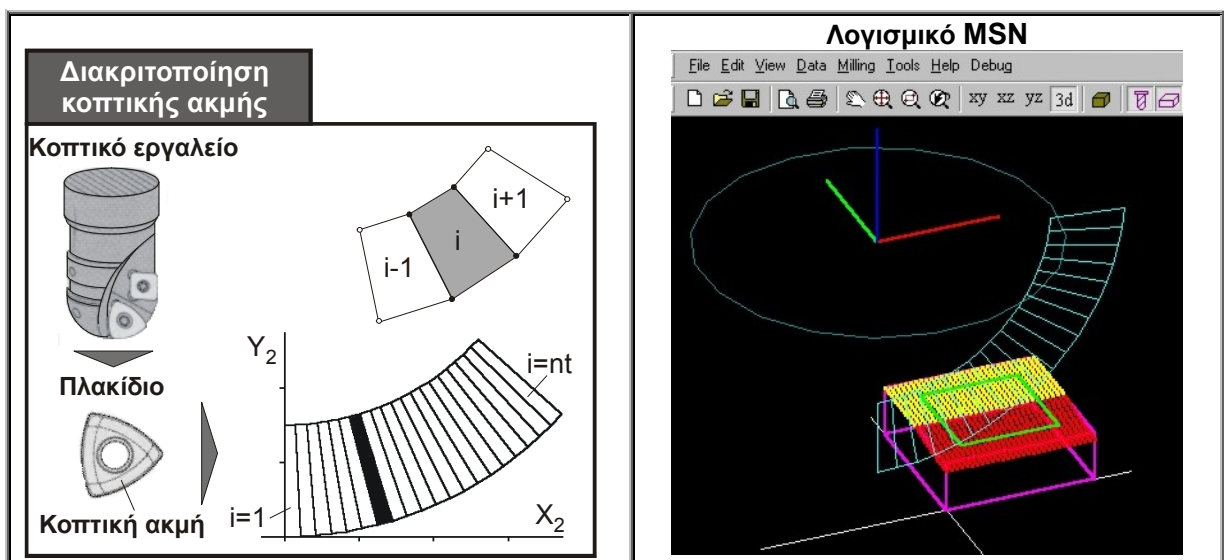 Διακριτοποίηση
κοπτικής ακμής
Κοπτικό εργαλείο
Πλακίδιο
Κοπτική ακμή
i-1
i
i+1
Y2
i=nt
i=1
X2
Λογισμικό MSN
File Edit View Data Milling Tools Help Debug
xy xz yz 3d